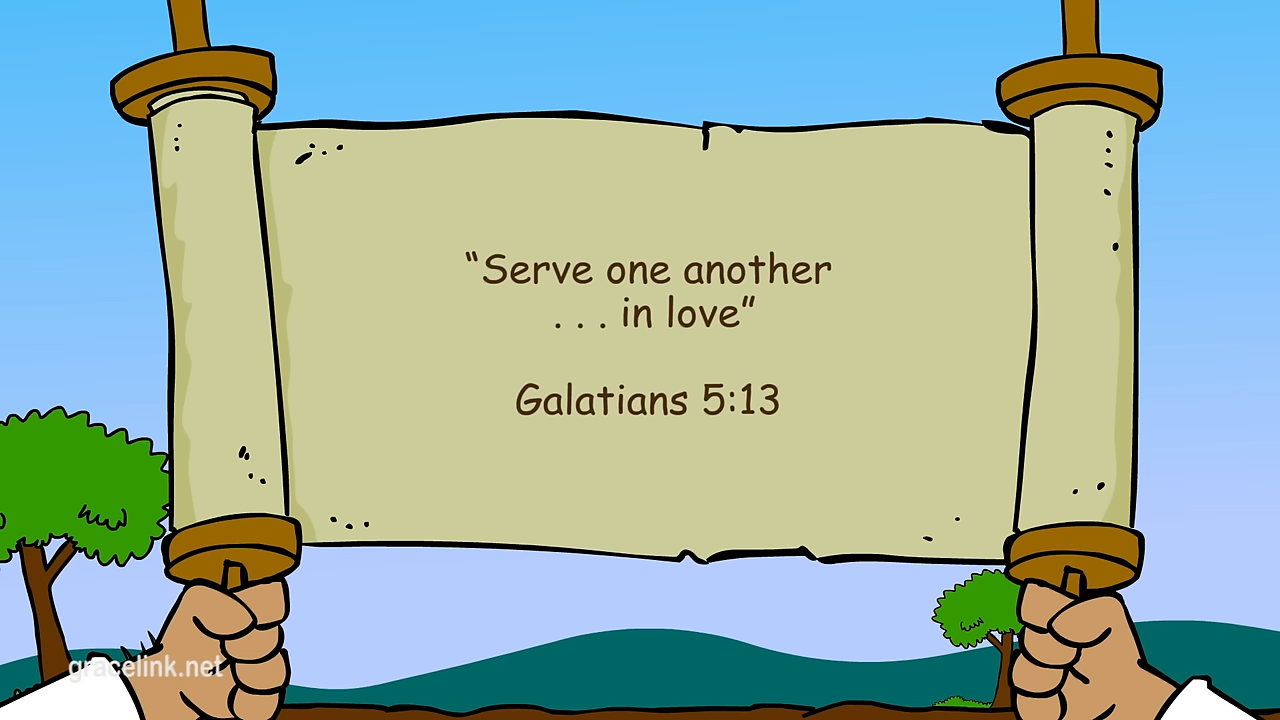 “Serve one another
. . . in love”
Galatians 5:13
gracelink.net